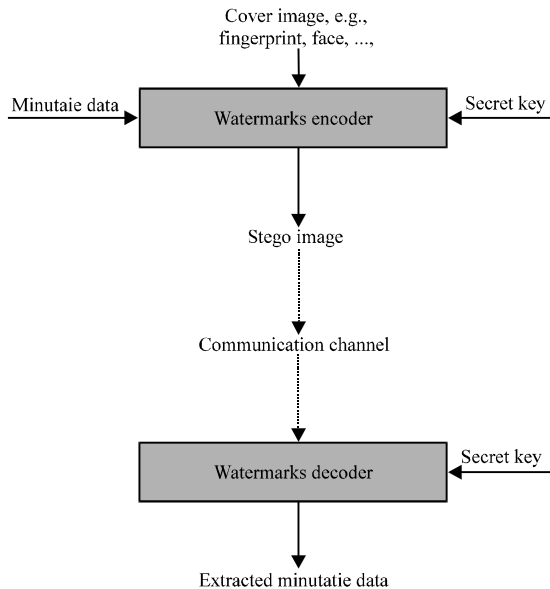 Cover image, e.g.,
fingerprint, face, ...,
Minutaie data
Watermarks encoder
Secret key
Stego image
Communication channel
Watermarks decoder
Secret key
Extracted minutatie data